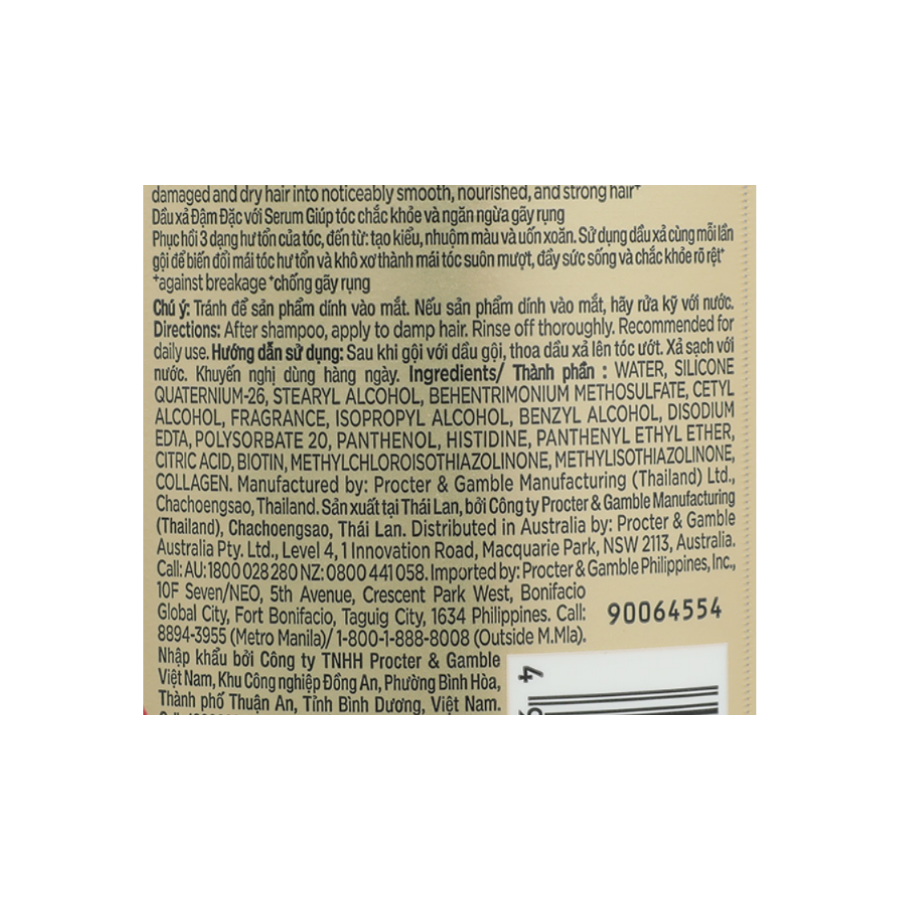 damaged and dry hair into noticeably smooth, nourished, and strong hair⁺
Dầu xả Đậm Đặc với Serum Giúp tóc chắc khỏe và ngăn ngừa gãy rụng
Phục hồi 3 dạng hư tổn của tóc, đến từ: tạo kiểu, nhuộm màu và uốn xoăn. Sử dụng dầu xả cùng mỗi lần
gội để biến đổi mái tóc hư tổn và khô xơ thành mái tóc suôn mượt, đầy sức sống và chắc khỏe rõ rệt*
⁺against breakage *chống gãy rụng
Chú ý: Tránh để sản phẩm dính vào mắt. Nếu sản phẩm dính vào mắt, hãy rửa kỹ với nước.
Directions: After shampoo, apply to damp hair. Rinse off thoroughly. Recommended for
daily use. Hướng dẫn sử dụng: Sau khi gội với dầu gội, thoa dầu xả lên tóc ướt. Xả sạch với
nước. Khuyến nghị dùng hàng ngày. Ingredients/ Thành phần : WATER, SILICONE
QUATERNIUM-26, STEARYL ALCOHOL, BEHENTRIMONIUM METHOSULFATE, CETYL
ALCOHOL, FRAGRANCE, ISOPROPYL ALCOHOL, BENZYL ALCOHOL, DISODIUM
EDTA, POLYSORBATE 20, PANTHENOL, HISTIDINE, PANTHENYL ETHYL ETHER,
CITRIC ACID, BIOTIN, METHYLCHLOROISOTHIAZOLINONE, METHYLISOTHIAZOLINONE,
COLLAGEN. Manufactured by: Procter & Gamble Manufacturing (Thailand) Ltd.,
Chachoengsao, Thailand. Sản xuất tại Thái Lan, bởi Công ty Procter & Gamble Manufacturing
(Thailand), Chachoengsao, Thái Lan. Distributed in Australia by: Procter & Gamble
Australia Pty. Ltd., Level 4, 1 Innovation Road, Macquarie Park, NSW 2113, Australia.
Call: AU: 1800 028 280 NZ: 0800 441 058. Imported by: Procter & Gamble Philippines, Inc.,
10F Seven/NEO, 5th Avenue, Crescent Park West, Bonifacio
Global City, Fort Bonifacio, Taguig City, 1634 Philippines. Call:
8894-3955 (Metro Manila)/ 1-800-1-888-8008 (Outside M.Mla).
90064554
Nhập khẩu bởi Công ty TNHH Procter & Gamble
Việt Nam, Khu Công nghiệp Đồng An, Phường Bình Hòa,
Thành phố Thuận An, Tỉnh Bình Dương, Việt Nam.
4